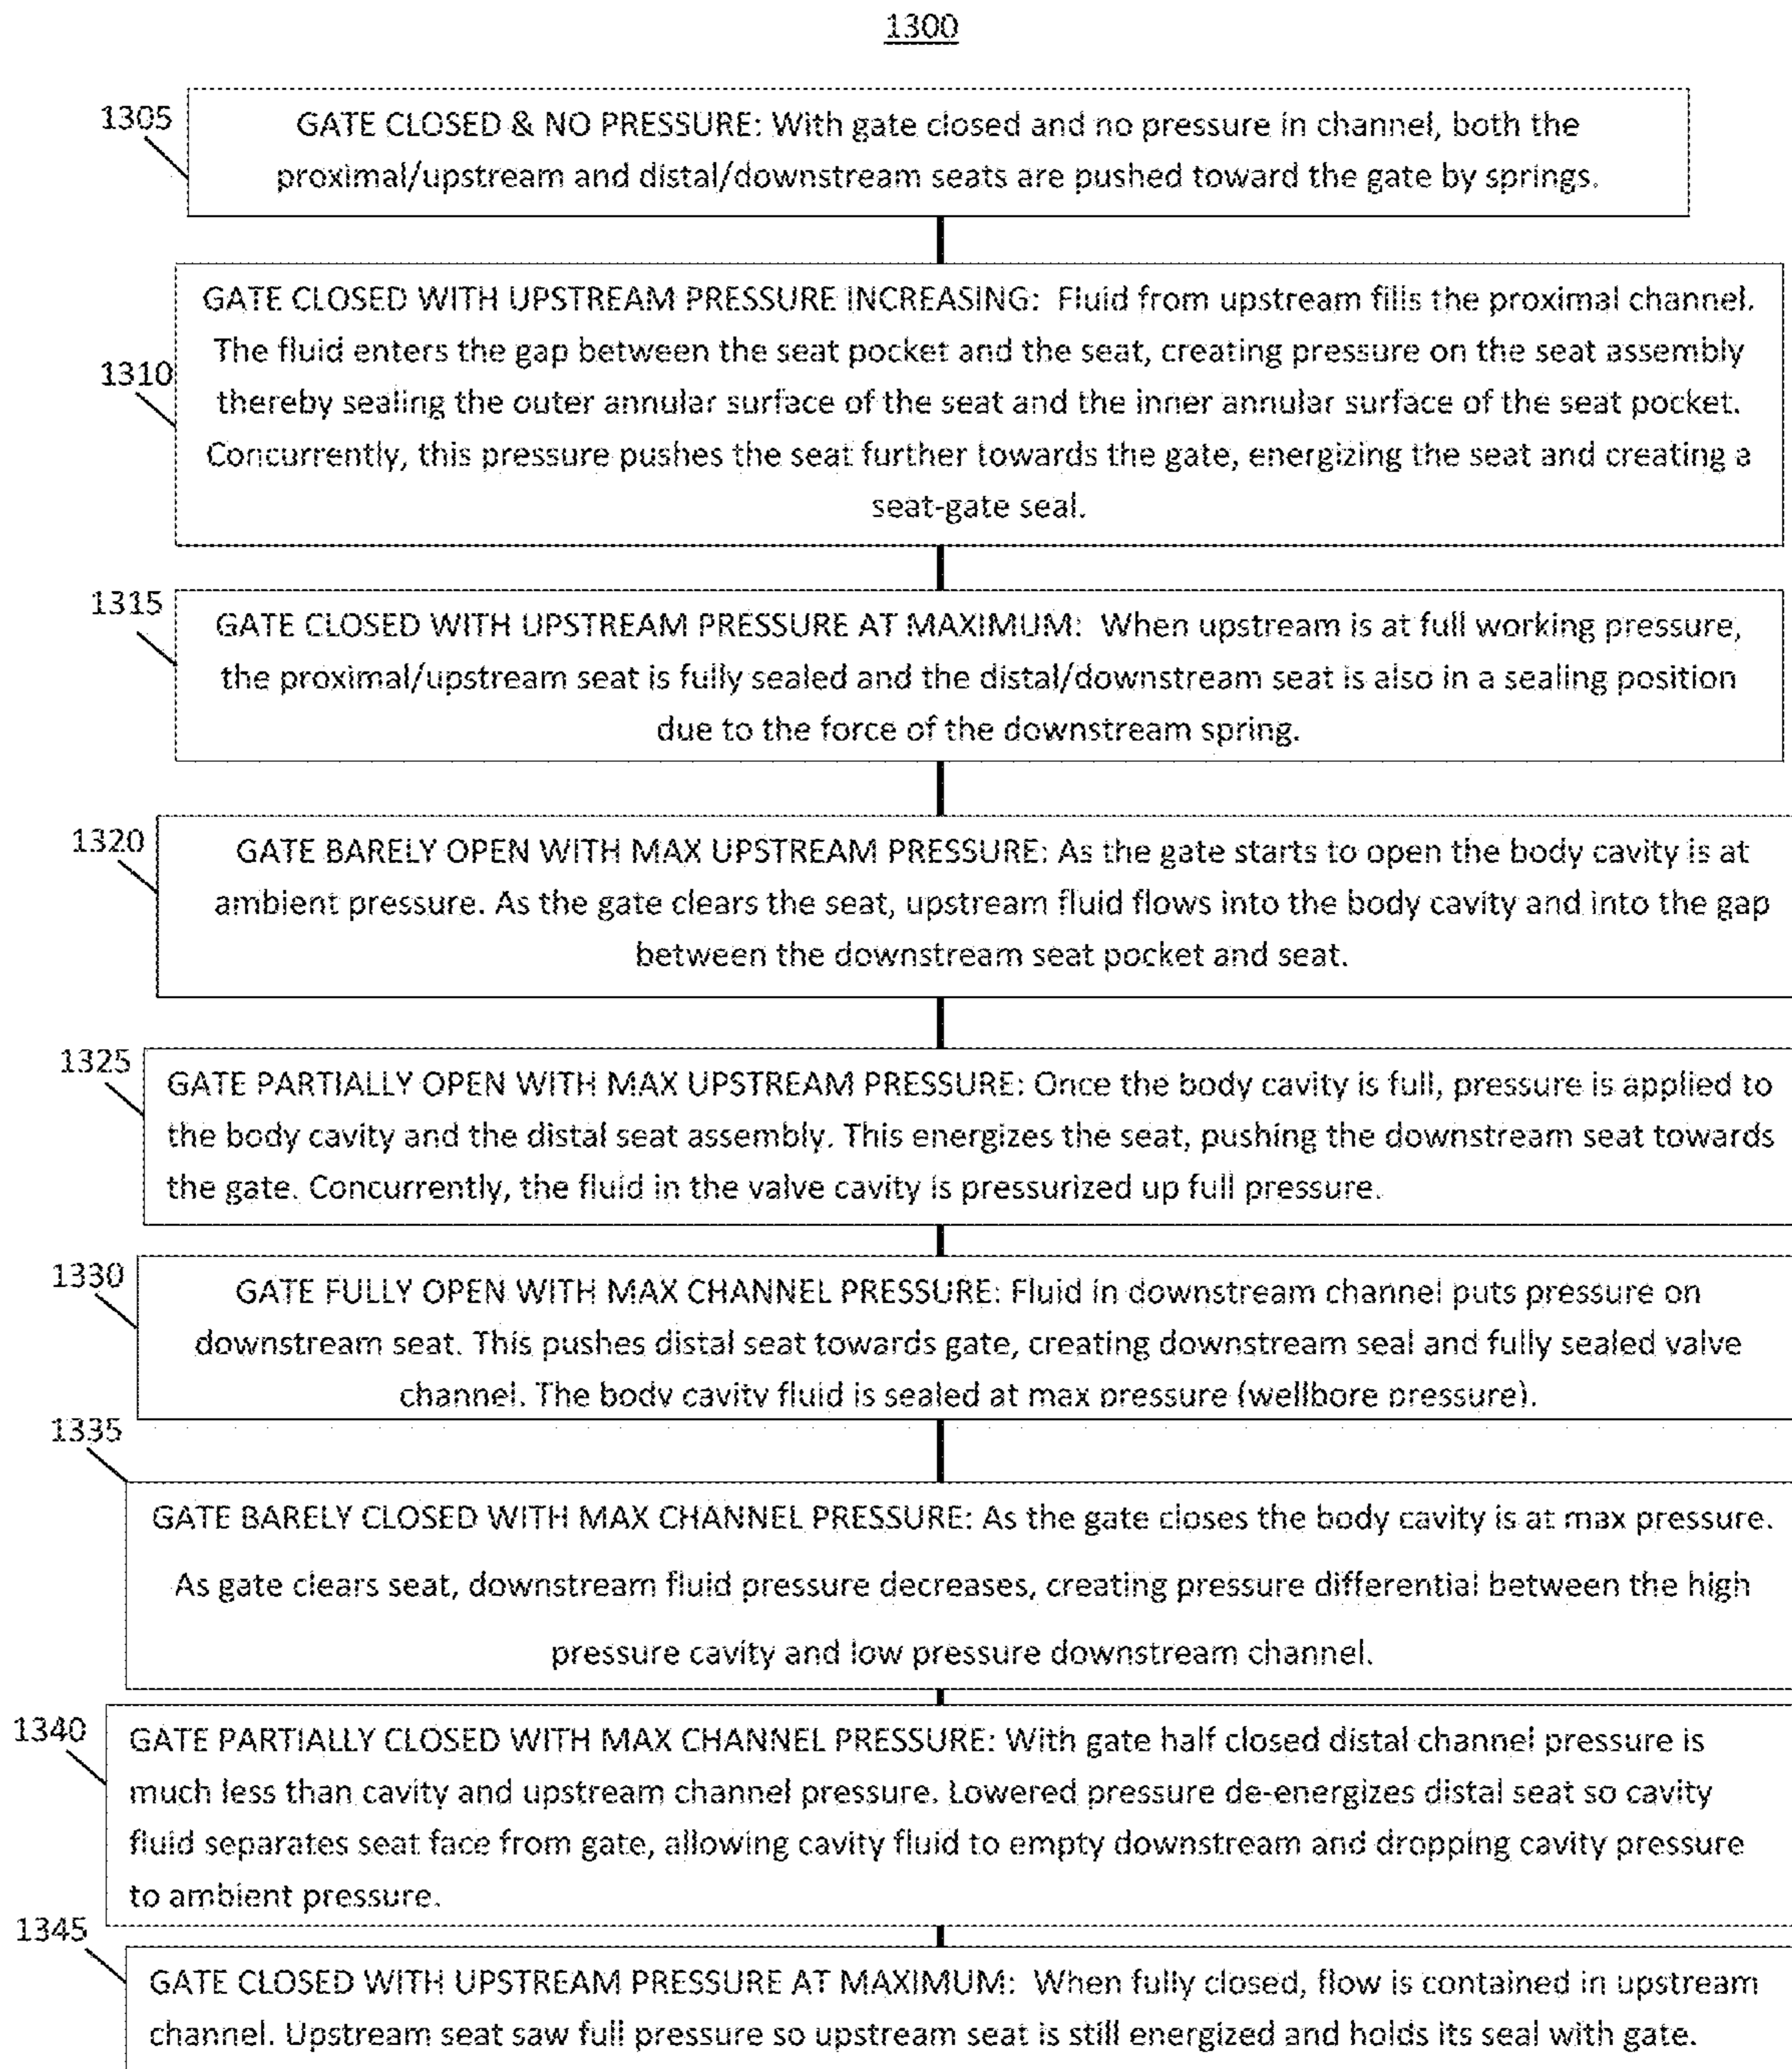 1300
1305
GATE CLOSED & NO PRESSURE: With gate closed and no pressure in channel, both the
proximal/upstream and distal/downstream seats are pushed toward the gate by springs.
1310
GATE CLOSED WITH UPSTREAM PRESSURE INCREASING: Fluid from upstream fills the proximal channel.
The fluid enters the gap between the seat pocket and the seat, creating pressure on the seat assembly
thereby sealing the outer annular surface of the seat and the inner annular surface of the seat pocket.
Concurrently, this pressure pushes the seat further towards the gate, energizing the seat and creating a
seat-gate seal.
1315
GATE CLOSED WITH UPSTREAM PRESSURE AT MAXIMUM: When upstream is at full working pressure,
the proximal/upstream seat is fully sealed and the distal/downstream seat is also in a sealing position
due to the force of the downstream spring.
1320
GATE BARELY OPEN WITH MAX UPSTREAM PRESSURE: As the gate starts to open the body cavity is at
ambient pressure. As the gate clears the seat, upstream fluid flows into the body cavity and into the gap
between the downstream seat pocket and seat.
1325
GATE PARTIALLY OPEN WITH MAX UPSTREAM PRESSURE: Once the body cavity is full, pressure is applied to
the body cavity and the distal seat assembly. This energizes the seat, pushing the downstream seat towards
the gate. Concurrently, the fluid in the valve cavity is pressurized up full pressure.
1330
GATE FULLY OPEN WITH MAX CHANNEL PRESSURE: Fluid in downstream channel puts pressure on
downstream seat. This pushes distal seat towards gate, creating downstream seal and fully sealed valve
channel. The body cavity fluid is sealed at max pressure (wellbore pressure).
1335
GATE BARELY CLOSED WITH MAX CHANNEL PRESSURE: As the gate closes the body cavity is at max pressure.
As gate clears seat, downstream fluid pressure decreases, creating pressure differential between the high
pressure cavity and low pressure downstream channel.
1340
GATE PARTIALLY CLOSED WITH MAX CHANNEL PRESSURE: With gate half closed distal channel pressure is
much less than cavity and upstream channel pressure. Lowered pressure de-energizes distal seat so cavity
fluid separates seat face from gate, allowing cavity fluid to empty downstream and dropping cavity pressure
to ambient pressure.
1345
GATE CLOSED WITH UPSTREAM PRESSURE AT MAXIMUM: When fully closed, flow is contained in upstream
channel. Upstream seat saw full pressure so upstream seat is still energized and holds its seal with gate.